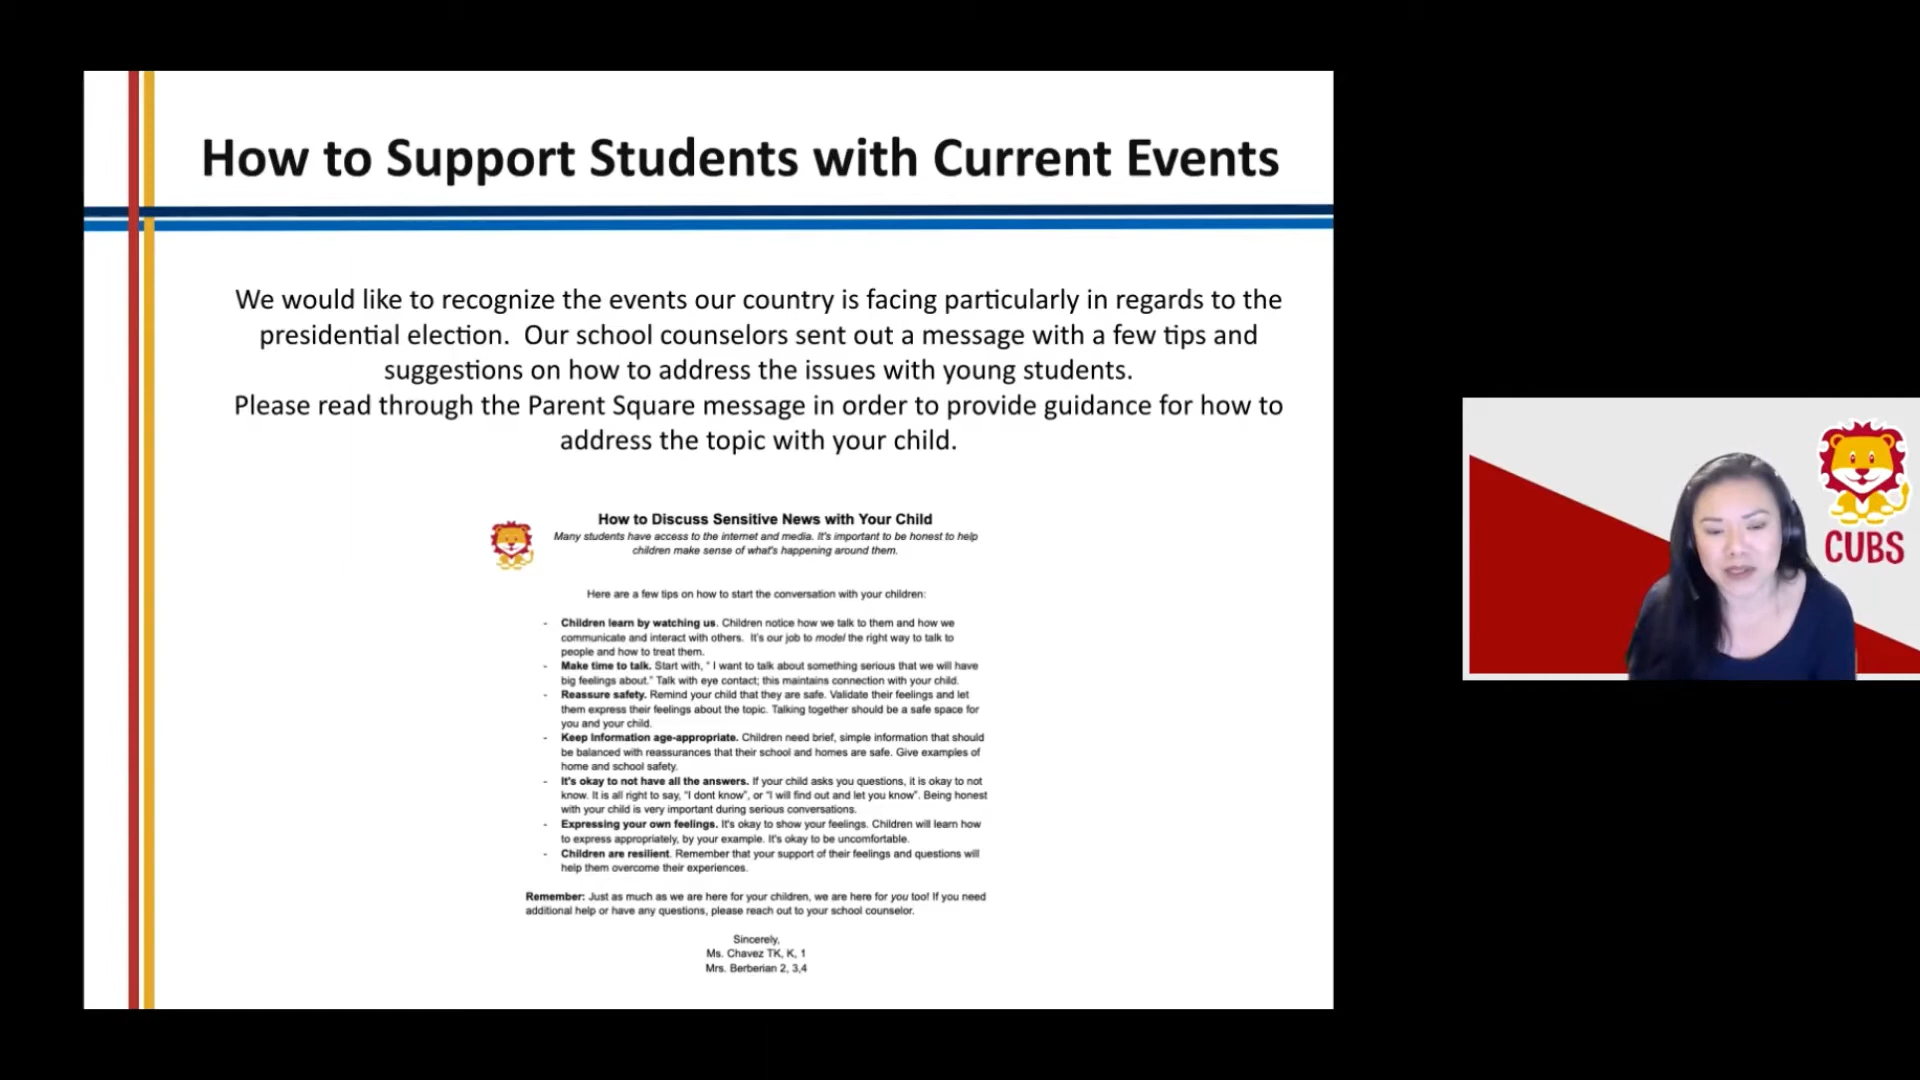 How to Support Students with Current Events
We would like to recognize the events our country is facing particularly in regards to the
presidential election.  Our school counselors sent out a message with a few tips and
suggestions on how to address the issues with young students.
Please read through the Parent Square message in order to provide guidance for how to
address the topic with your child.
How to Discuss Sensitive News with Your Child
Many students have access to the internet and media. It's important to be honest to help
children make sense of what's happening around them.
Here are a few tips on how to start the conversation with your children:
- Children learn by watching us. Children notice how we talk to them and how we
communicate and interact with others.  It's our job to model the right way to talk to
people and how to treat them.
- Make time to talk. Start with, " I want to talk about something serious that we will have
big feelings about." Talk with eye contact; this maintains connection with your child.
- Reassure safety. Remind your child that they are safe. Validate their feelings and let
them express their feelings about the topic. Talking together should be a safe space for
you and your child.
- Keep Information age-appropriate. Children need brief, simple information that should
be balanced with reassurances that their school and homes are safe. Give examples of
home and school safety.
- It's okay to not have all the answers. If your child asks you questions, it is okay to not
know. It is all right to say, "I dont know", or "I will find out and let you know". Being honest
with your child is very important during serious conversations.
- Expressing your own feelings. It's okay to show your feelings. Children will learn how
to express appropriately, by your example. It's okay to be uncomfortable.
- Children are resilient. Remember that your support of their feelings and questions will
help them overcome their experiences.
Remember: Just as much as we are here for your children, we are here for you too! If you need
additional help or have any questions, please reach out to your school counselor.
Sincerely,
Ms. Chavez TK, K, 1
Mrs. Berberian 2, 3,4
CUBS